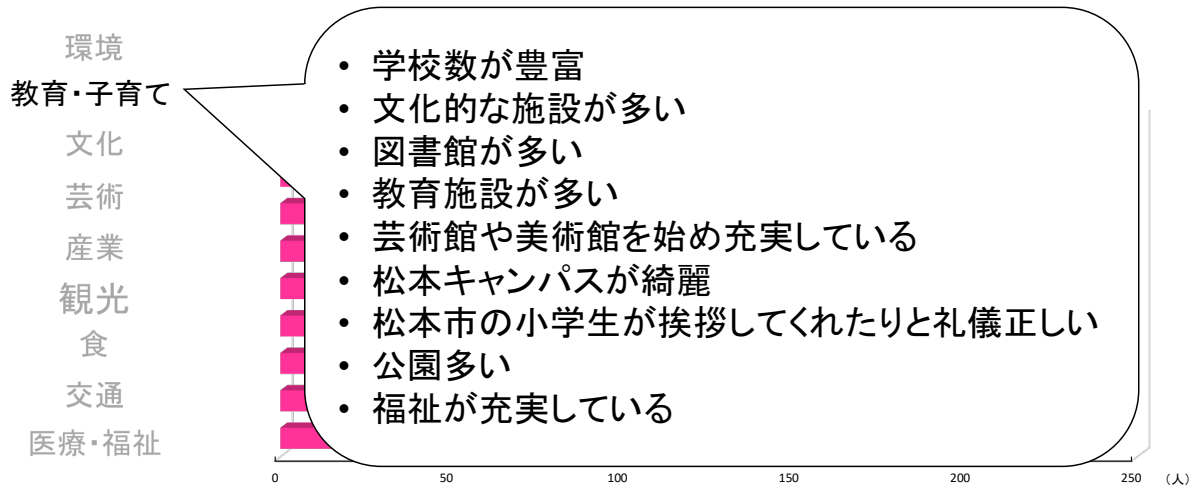 環境
教育・子育て
文化
芸術
産業
観光
食
交通
医療・福祉
• 学校数が豊富
• 文化的な施設が多い
• 図書館が多い
• 教育施設が多い
• 芸術館や美術館を始め充実している
• 松本キャンパスが綺麗
• 松本市の小学生が挨拶してくれたりと礼儀正しい
• 公園多い
• 福祉が充実している
0 50 100 150 200 250 (人)